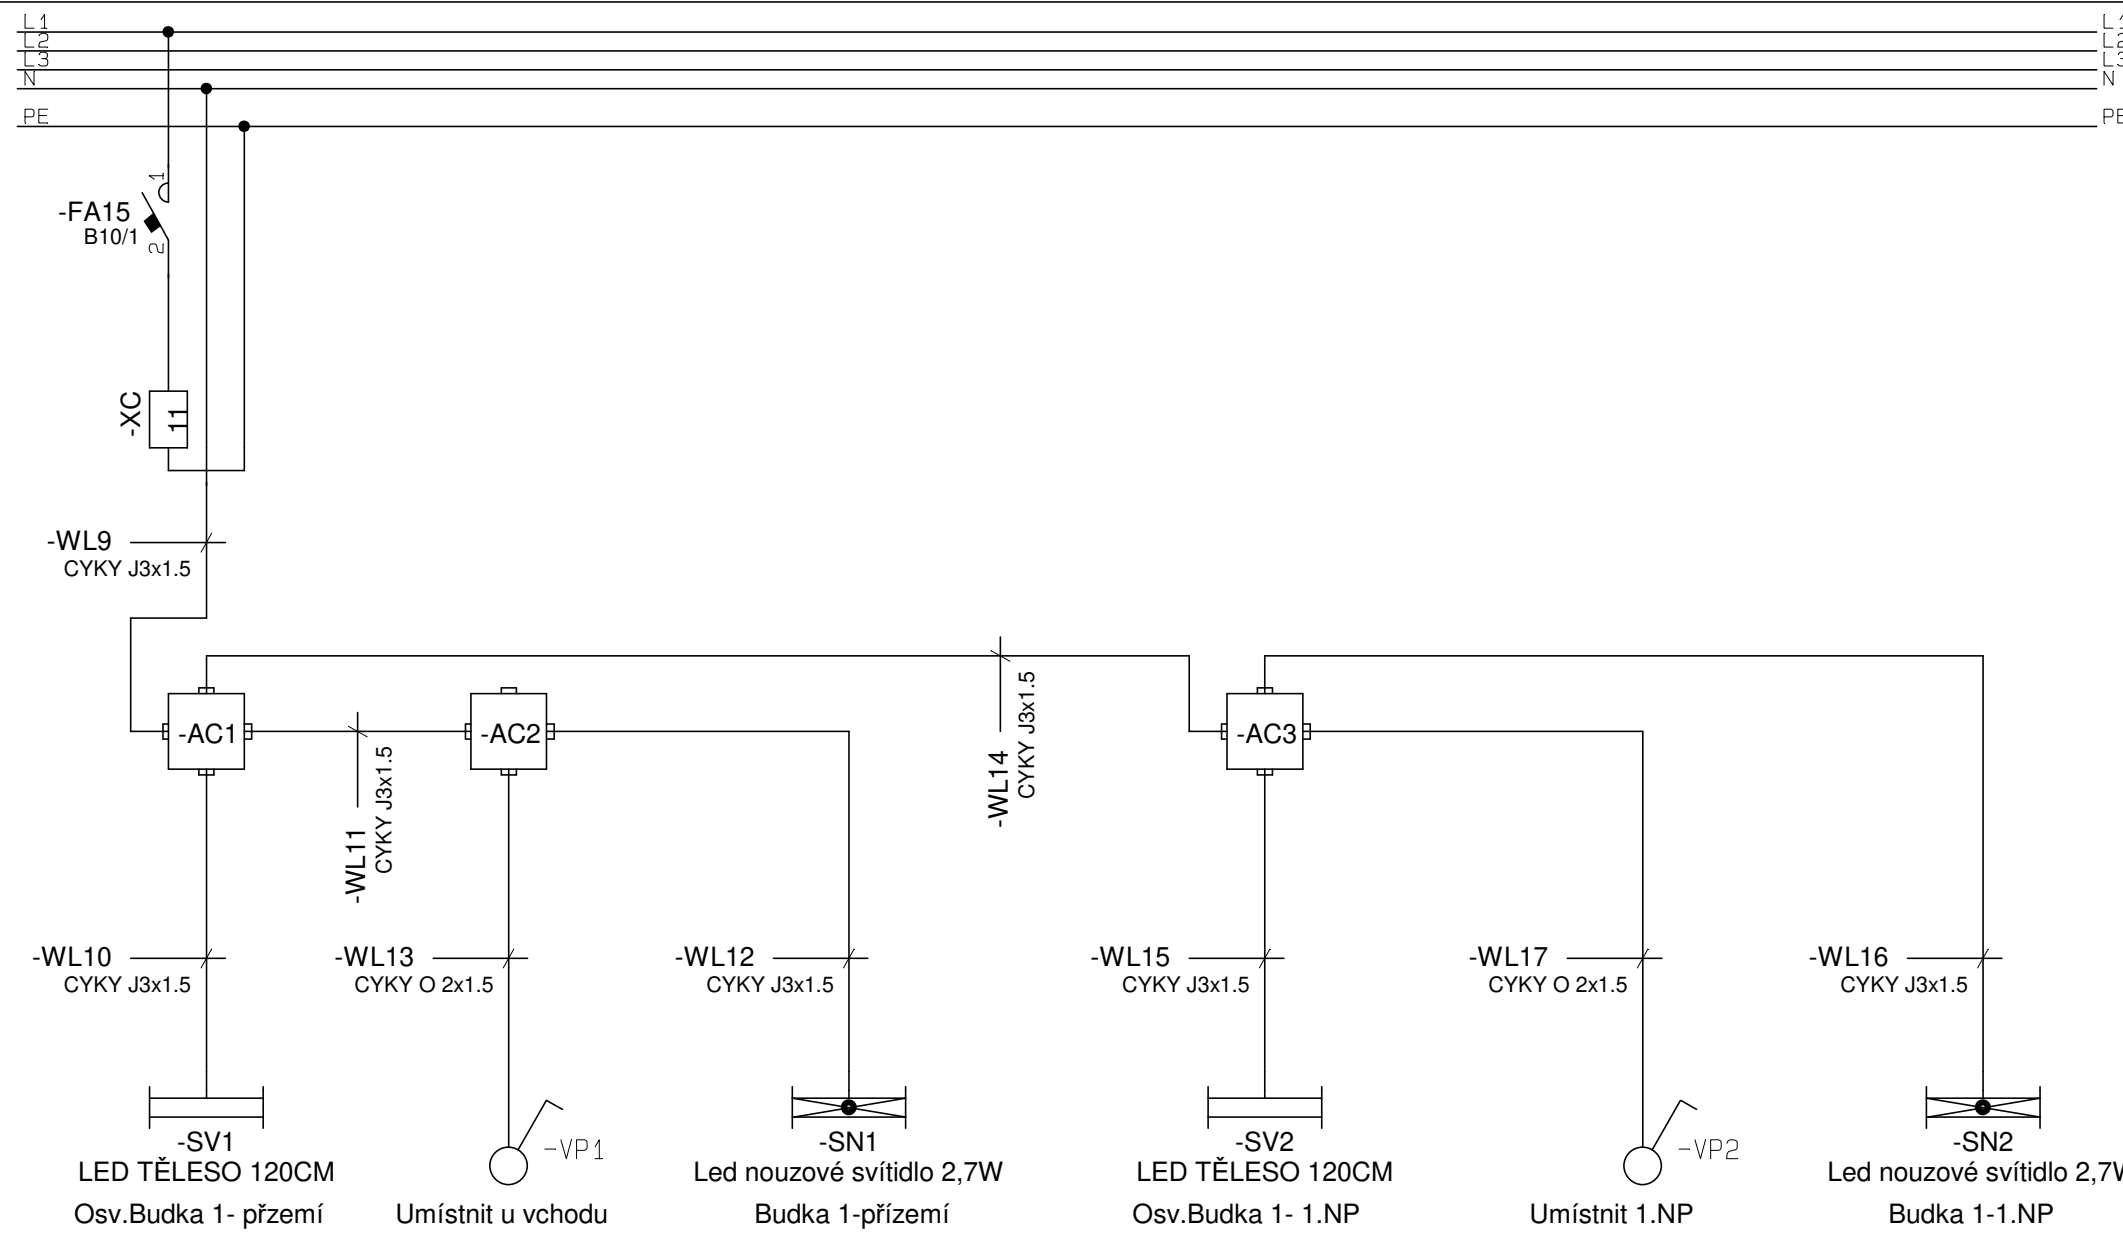 L1 L1
L2 L2
L3 L3
N N
PE PE
1
-FA15
B10/1
2
-XC
11
-WL9
CYKY J3x1.5
-AC1
-AC2
-AC3
-WL11
CYKY J3x1.5
-WL14
CYKY J3x1.5
-WL10
CYKY J3x1.5
-WL13
CYKY O 2x1.5
-WL12
CYKY J3x1.5
-WL15
CYKY J3x1.5
-WL17
CYKY O 2x1.5
-WL16
CYKY J3x1.5
-SV1
LED TĚLESO 120CM
Osv.Budka 1- přzemí
-VP1
Umístnit u vchodu
-SN1
Led nouzové svítidlo 2,7W
Budka 1-přízemí
-SV2
LED TĚLESO 120CM
Osv.Budka 1- 1.NP
-VP2
Umístnit 1.NP
-SN2
Led nouzové svítidlo 2,7W
Budka 1-1.NP